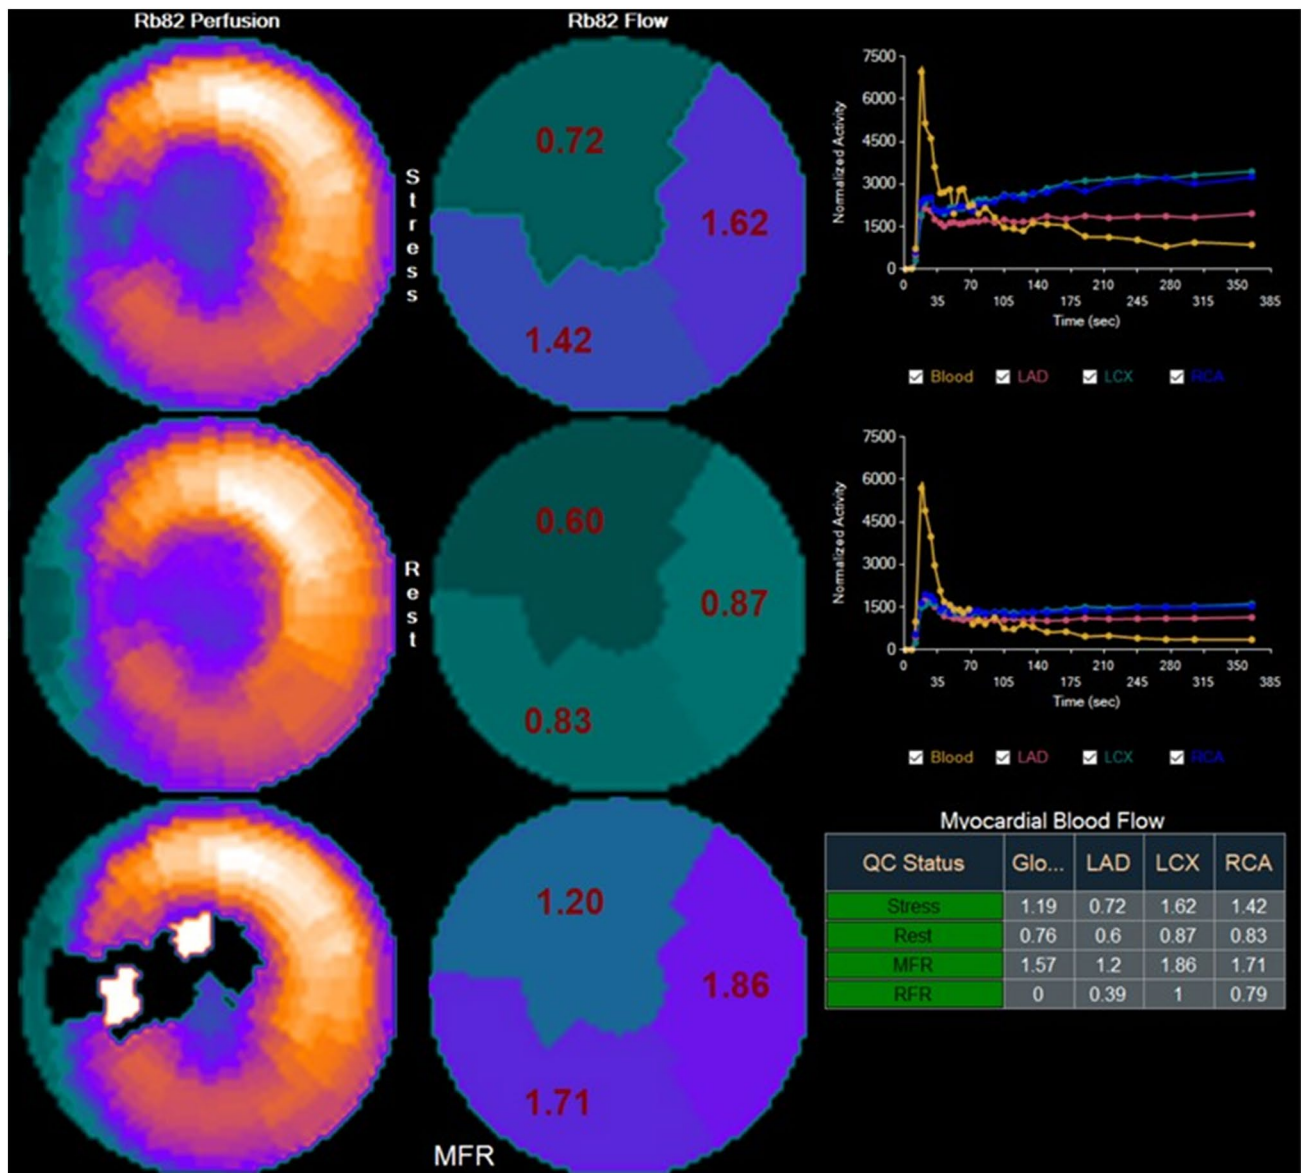 Rb82 Perfusion
Rb82 Flow
Stress
0.72
1.62
1.42
7500
6000
4500
3000
1500
0
Normalized Activity
0 70 140 210 280 350
35 105 175 245 315 385
Time (sec)
Blood LAD LCX RCA
Rest
0.60
0.87
0.83
7500
6000
4500
3000
1500
0
Normalized Activity
0 70 140 210 280 350
35 105 175 245 315 385
Time (sec)
Blood LAD LCX RCA
1.20
1.86
1.71
MFR
Myocardial Blood Flow
QC Status Glo... LAD LCX RCA
Stress 1.19 0.72 1.62 1.42
Rest 0.76 0.6 0.87 0.83
MFR 1.57 1.2 1.86 1.71
RFR 0 0.39 1 0.79